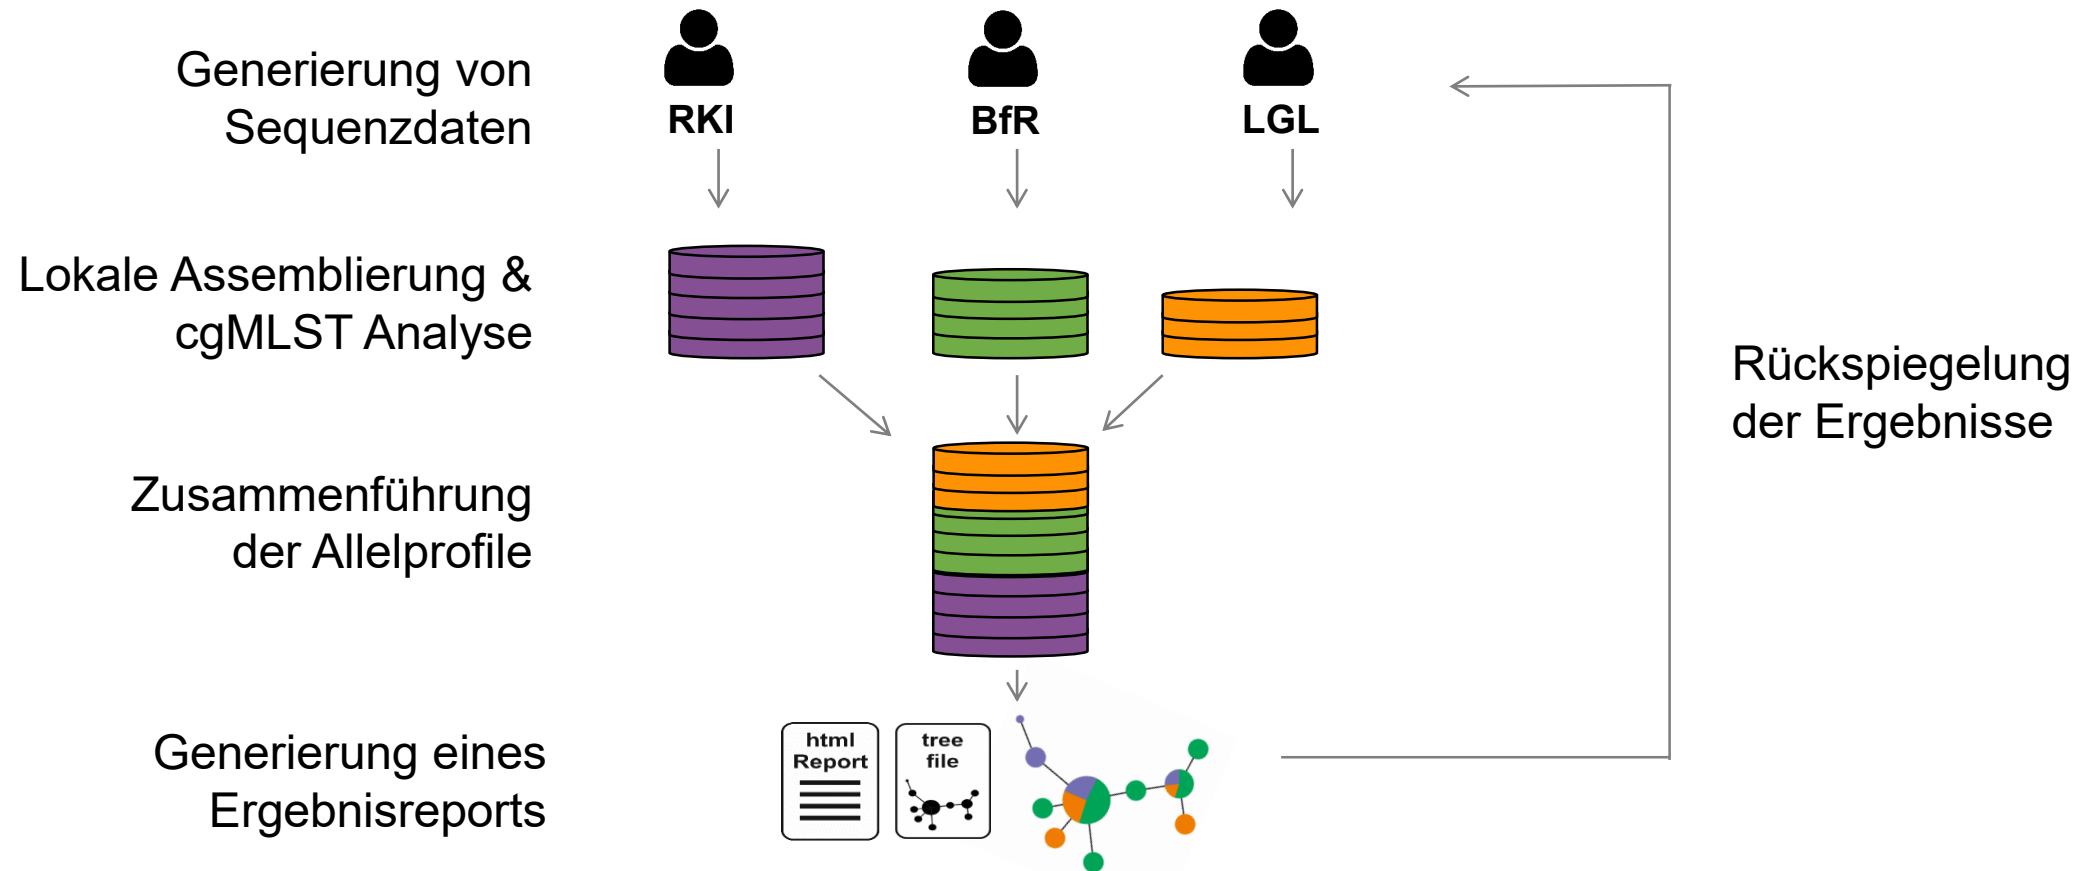 Generierung von
Sequenzdaten
RKI
BfR
LGL
Lokale Assemblierung &
cgMLST Analyse
Rückspiegelung
der Ergebnisse
Zusammenführung
der Allelprofile
Generierung eines
Ergebnisreports
html
Report
tree
file